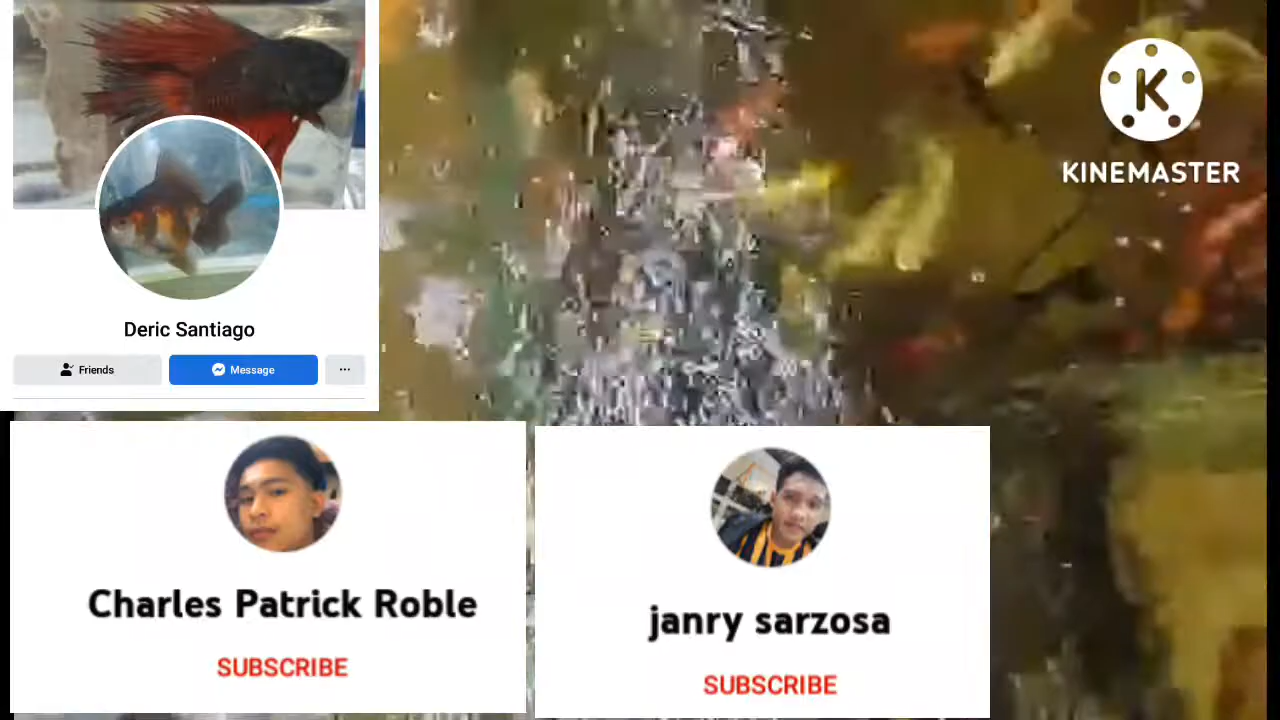 K
KINEMASTER
Deric Santiago
Friends
Message
Charles Patrick Roble
SUBSCRIBE
janry sarzosa
SUBSCRIBE